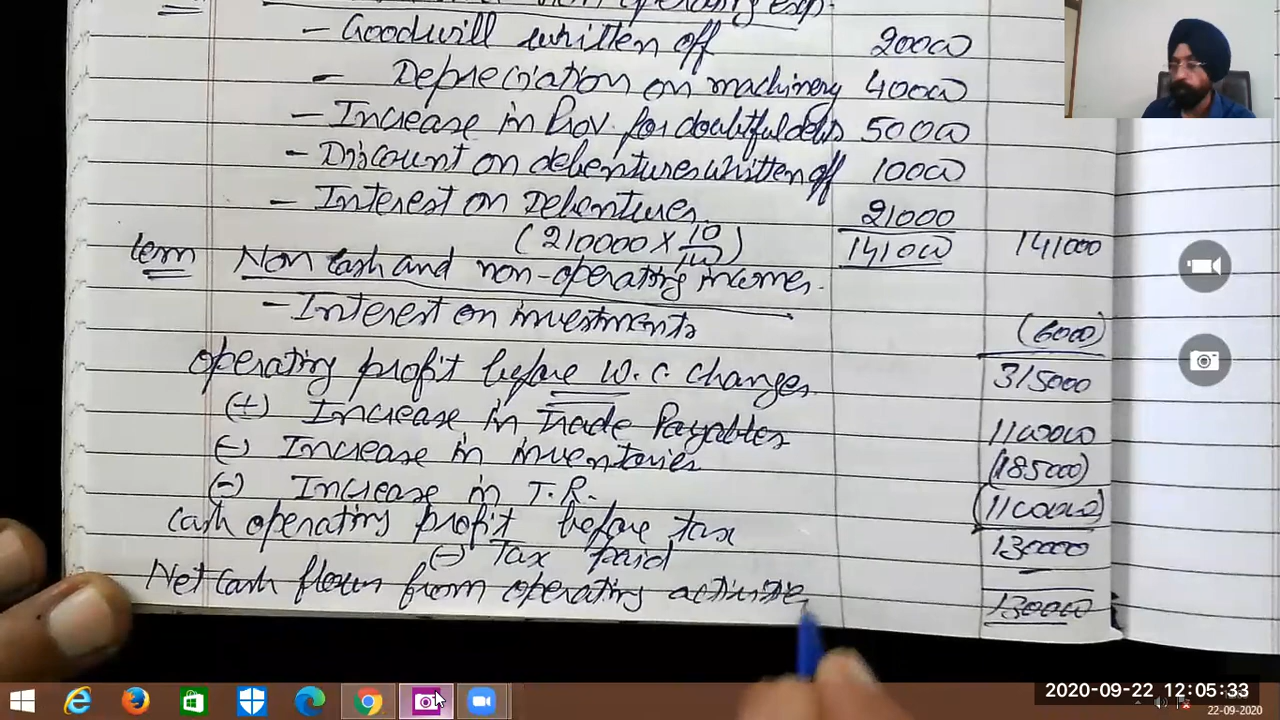 non operating exp.
- Goodwill written off 20000
- Depreciation on machinery 40000
- Increase in Prov. for doubtful debts 50000
- Discount on debentures written off 10000
- Interest on Debentures 21000
(210000 × 10/100) 141000 141000
Non cash and non-operating incomes.
- Interest on investments (6000)
operating profit before W.C. changes 315000
(+) Increase in Trade Payables 110000
(-) Increase in inventories (185000)
(-) Increase in T.R. (110000)
Cash operating profit before tax 130000
(-) Tax paid
Net cash flows from operating activities 130000
2020-09-22 12:05:33
22-09-2020